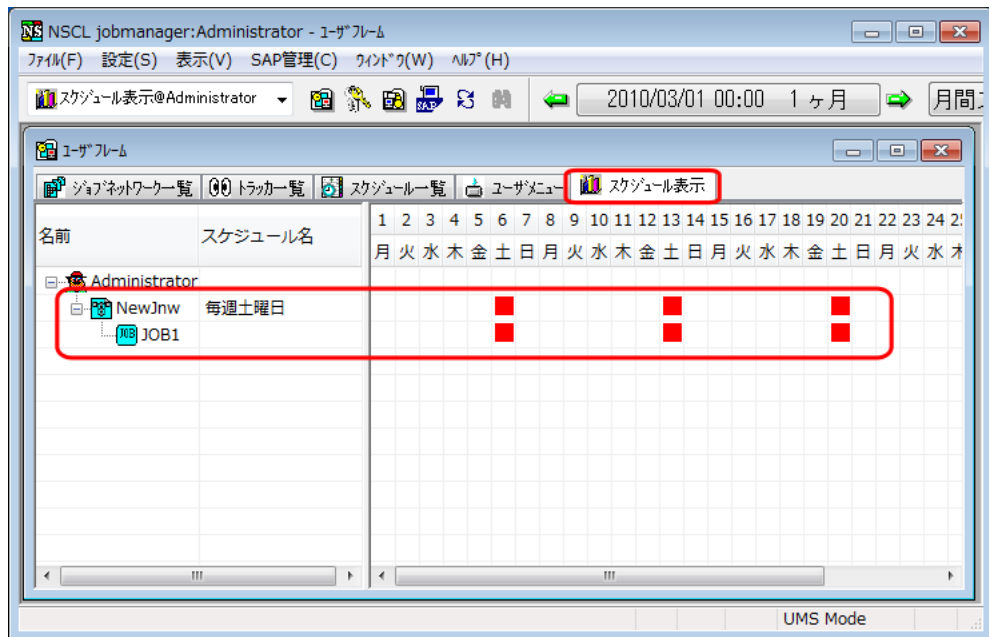 NSCL jobmanager:Administrator - ﾕｰｻﾞﾌﾚｰﾑ
ﾌｧｲﾙ(F) 設定(S) 表示(V) SAP管理(C) ｳｨﾝﾄﾞｳ(W) ﾍﾙﾌﾟ(H)
ｽｹｼﾞｭｰﾙ表示@Administrator SAP 2010/03/01 00:00 1 ヶ月 月間
ﾕｰｻﾞﾌﾚｰﾑ
ｼﾞｮﾌﾞﾈｯﾄﾜｰｸ一覧 ﾄﾗｯｶ一覧 ｽｹｼﾞｭｰﾙ一覧 ﾕｰｻﾞﾒﾆｭｰ ｽｹｼﾞｭｰﾙ表示
名前 スケジュール名
1 2 3 4 5 6 7 8 9 10 11 12 13 14 15 16 17 18 19 20 21 22 23 24
月 火 水 木 金 土 日 月 火 水 木 金 土 日 月 火 水 木 金 土 日 月 火 水 木
Administrator
NewJnw 毎週土曜日
JOB JOB1
UMS Mode